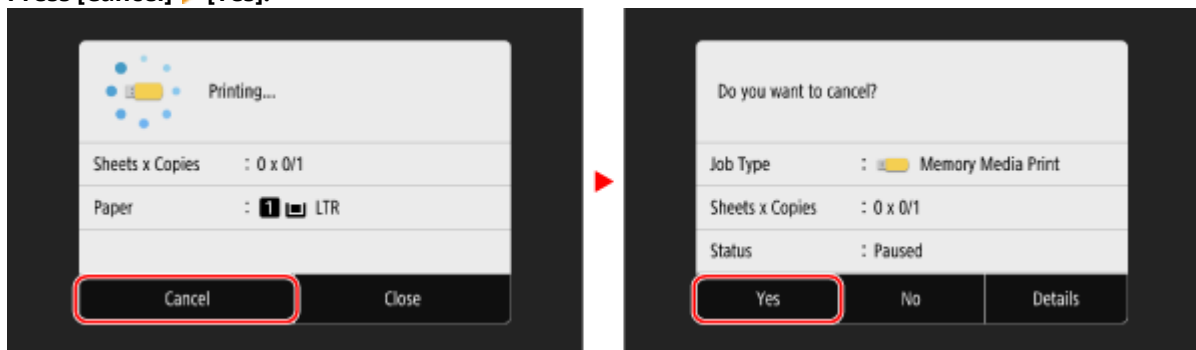 Printing...
Sheets x Copies : 0 x 0/1
Paper : 1 LTR
Cancel Close
Do you want to cancel?
Job Type : Memory Media Print
Sheets x Copies : 0 x 0/1
Status : Paused
Yes No Details